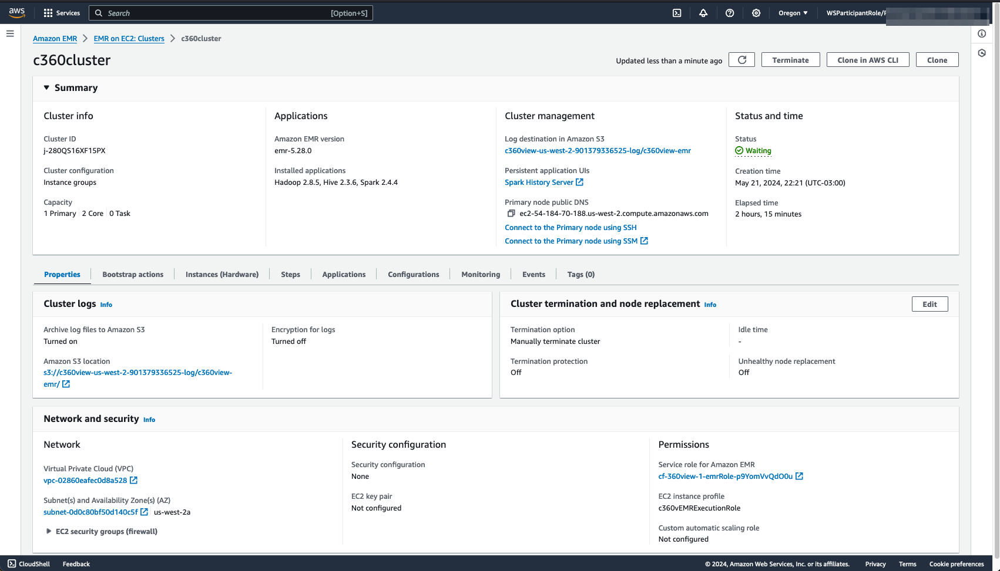 aws Services Search [Option+S] Oregon ▼ WSParticipantRole/
Amazon EMR > EMR on EC2: Clusters > c360cluster
c360cluster
Updated less than a minute ago Terminate Clone in AWS CLI Clone
Summary
Cluster info
Cluster ID
j-280QS16XF15PX
Cluster configuration
Instance groups
Capacity
1 Primary 2 Core 0 Task
Applications
Amazon EMR version
emr-5.28.0
Installed applications
Hadoop 2.8.5, Hive 2.3.6, Spark 2.4.4
Cluster management
Log destination in Amazon S3
c360view-us-west-2-901379336525-log/c360view-emr
Persistent application UIs
Spark History Server
Primary node public DNS
ec2-54-184-70-188.us-west-2.compute.amazonaws.com
Connect to the Primary node using SSH
Connect to the Primary node using SSM
Status and time
Status
Waiting
Creation time
May 21, 2024, 22:21 (UTC-03:00)
Elapsed time
2 hours, 15 minutes
Properties Bootstrap actions Instances (Hardware) Steps Applications Configurations Monitoring Events Tags (0)
Cluster logs Info
Archive log files to Amazon S3
Turned on
Amazon S3 location
s3://c360view-us-west-2-901379336525-log/c360view-
emr/
Encryption for logs
Turned off
Cluster termination and node replacement Info Edit
Termination option
Manually terminate cluster
Termination protection
Off
Idle time
-
Unhealthy node replacement
Off
Network and security Info
Network
Virtual Private Cloud (VPC)
vpc-02860eafec0d8a528
Subnet(s) and Availability Zone(s) (AZ)
subnet-0d0c80bf50d140c5f us-west-2a
EC2 security groups (firewall)
Security configuration
Security configuration
None
EC2 key pair
Not configured
Permissions
Service role for Amazon EMR
cf-360view-1-emrRole-p9YomVvQdO0u
EC2 instance profile
c360vEMRExecutionRole
Custom automatic scaling role
Not configured
CloudShell Feedback © 2024, Amazon Web Services, Inc. or its affiliates. Privacy Terms Cookie preferences